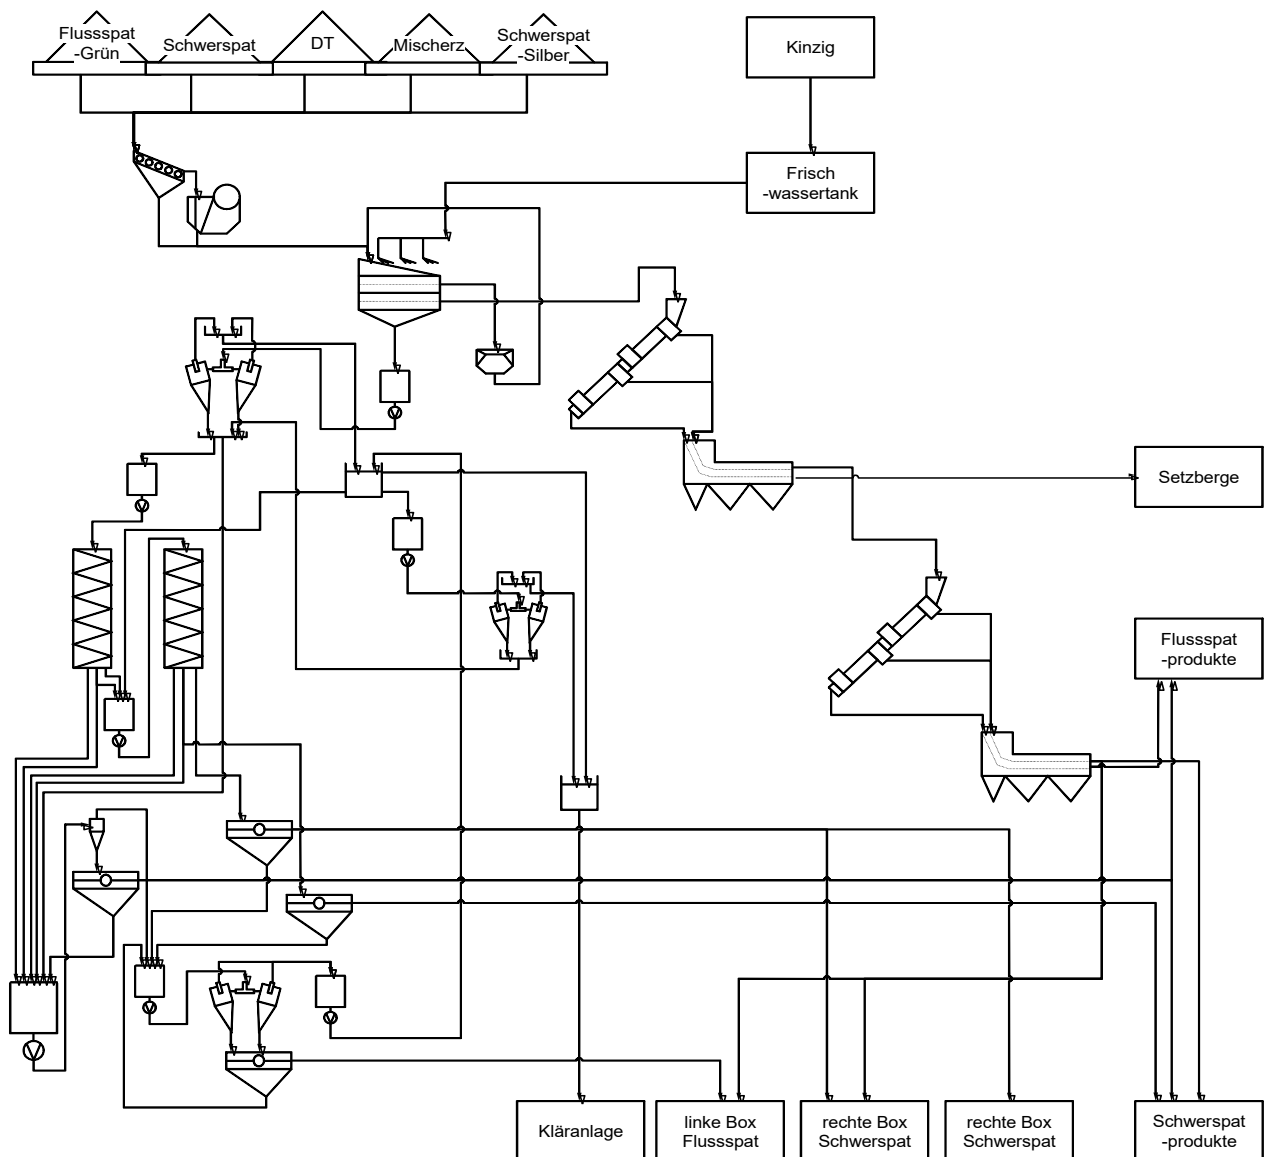 Flussspat
-Grün
Schwerspat
DT
Mischerz
Schwerspat
-Silber
Kinzig
Frisch
-wassertank
Setzberge
Flussspat
-produkte
Kläranlage
linke Box
Flussspat
rechte Box
Schwerspat
rechte Box
Schwerspat
Schwerspat
-produkte